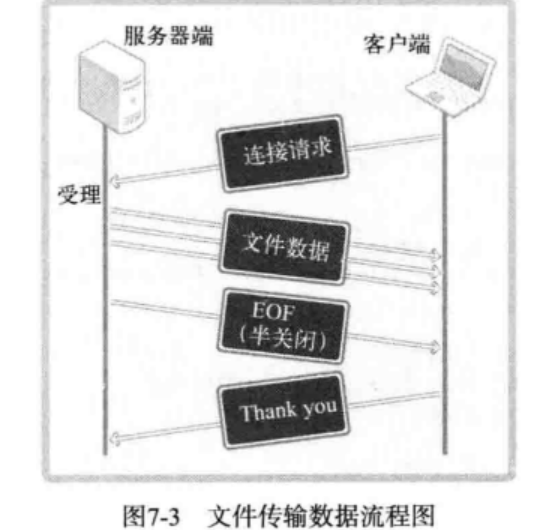 服务器端
客户端
连接请求
受理
文件数据
EOF
(半关闭)
Thank you
图7-3 文件传输数据流程图